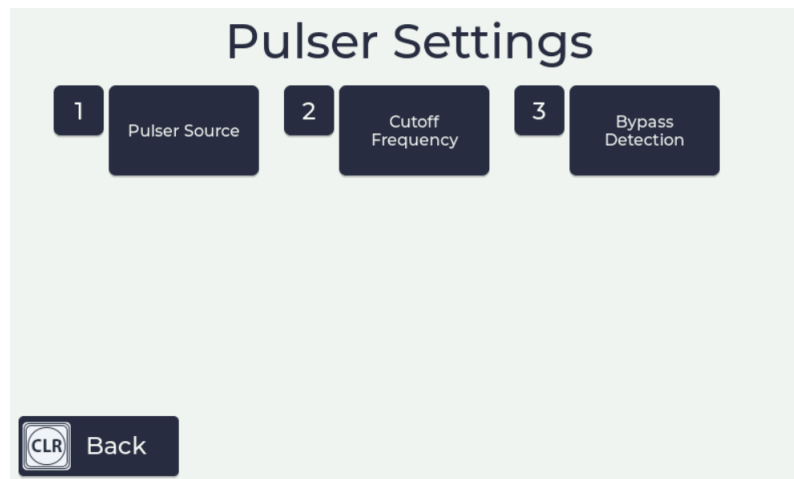 Pulser Settings
1
Pulser Source
2
Cutoff
Frequency
3
Bypass
Detection
CLR
Back